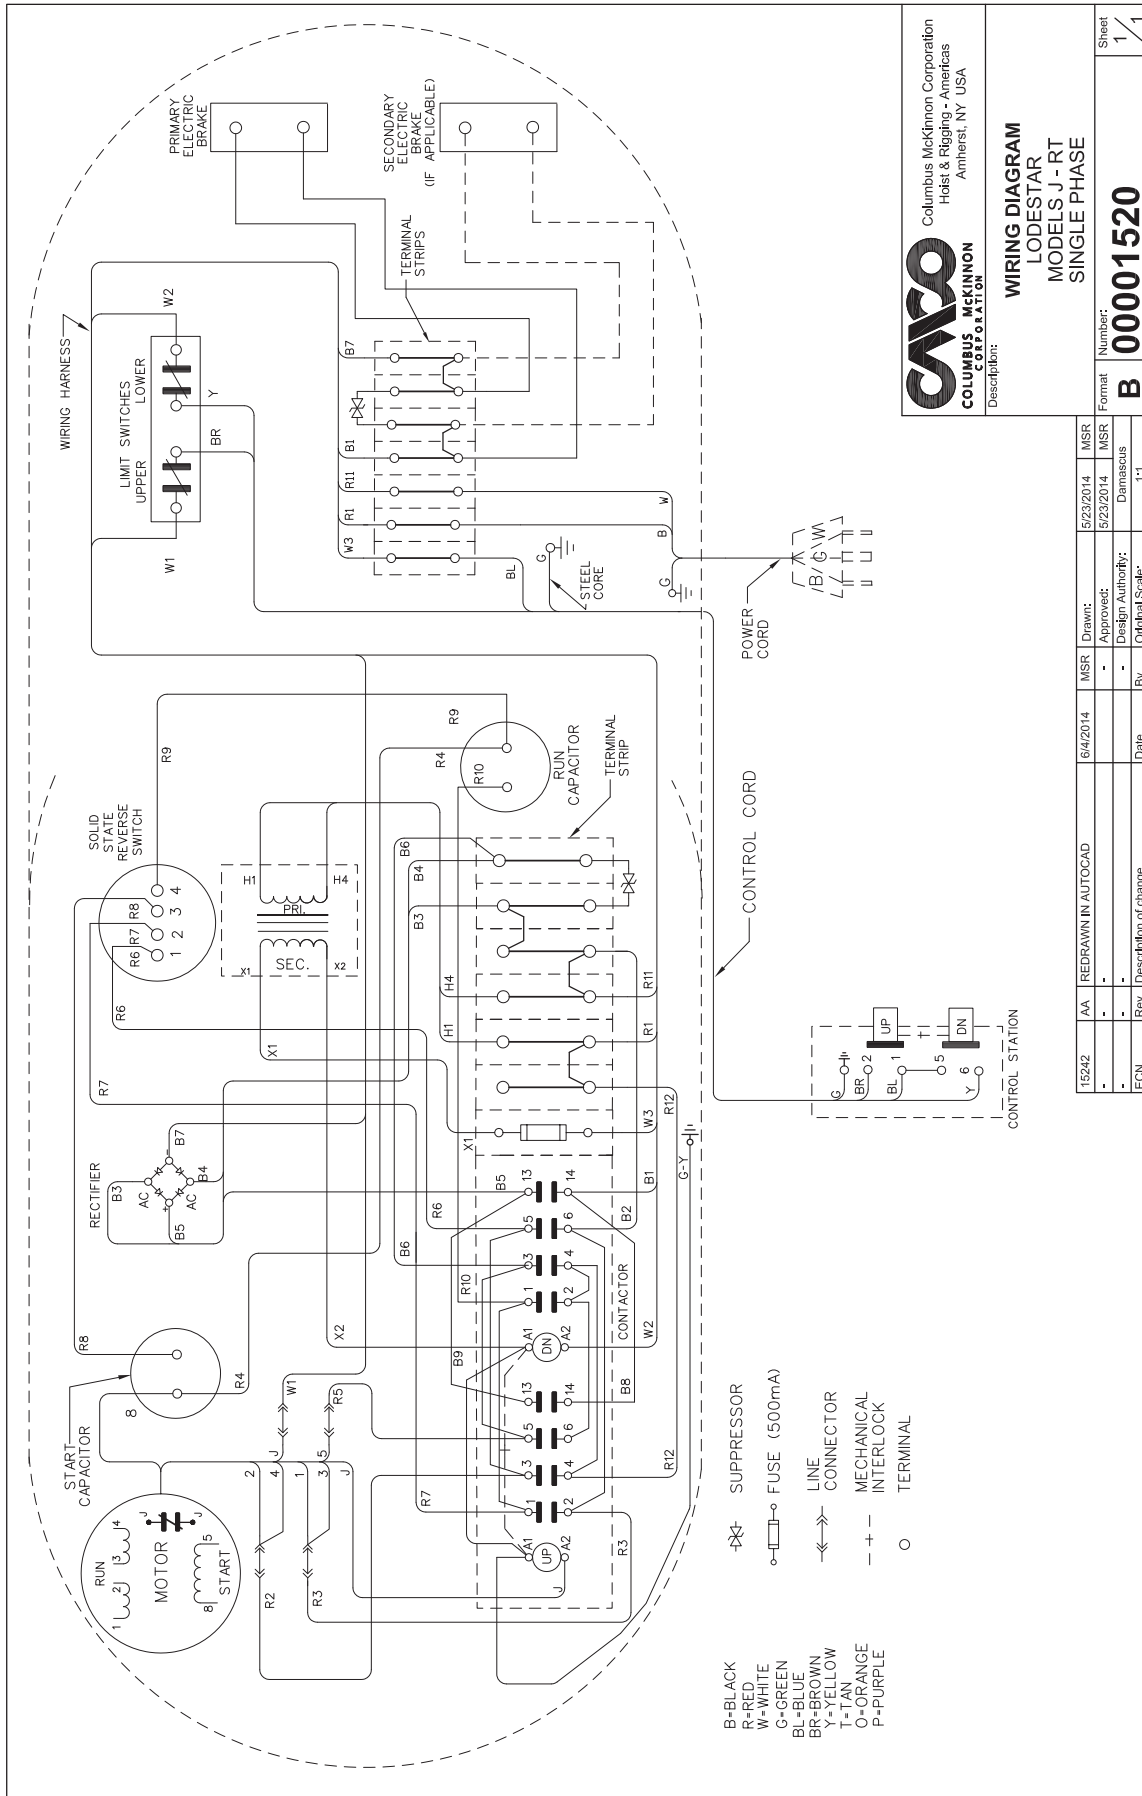 WIRING HARNESS
LIMIT SWITCHES
UPPER LOWER
W1
W2
BR
Y
PRIMARY
ELECTRIC
BRAKE
SECONDARY
ELECTRIC
BRAKE
(IF APPLICABLE)
TERMINAL
STRIPS
W3
R1
R11
B1
B7
BL
G
STEEL
CORE
G
B
W
POWER
CORD
B G W
START
CAPACITOR
8
R8
R4
RECTIFIER
B3
AC
B7
-
+
AC
B4
B5
R7
R6
SOLID
STATE
REVERSE
SWITCH
R6
R7
R8
1 2 3 4
R9
H1
H4
PRI.
SEC.
X1
X2
X1
X2
R9
R4
R10
RUN
CAPACITOR
TERMINAL
STRIP
RUN
1 2 3 4
MOTOR
J
J
8 5
START
2
4 J
1
3 5
J
R2
R3
W1
R5
R7
B9
R10
B6
R6
B5
X1
H1
H4
B3
B4
B6
A1
UP
A2
J
1 3 5 13
2 4 6 14
A1
DN
A2
1 3 5 13
2 4 6 14
CONTACTOR
R3
R12
B8
W2
B2
B1
W3
R12
R1
R11
G-Y
CONTROL CORD
G
BR 2
BL 1
5
Y 6
UP
DN
CONTROL STATION
B=BLACK
R=RED
W=WHITE
G=GREEN
BL=BLUE
BR=BROWN
Y=YELLOW
T=TAN
O=ORANGE
P=PURPLE
SUPPRESSOR
FUSE (500mA)
LINE
CONNECTOR
MECHANICAL
INTERLOCK
TERMINAL
COLUMBUS McKINNON
CORPORATION
Columbus McKinnon Corporation
Hoist & Rigging - Americas
Amherst, NY USA
Description:
WIRING DIAGRAM
LODESTAR
MODELS J - RT
SINGLE PHASE
Format B
Number: 00001520
Sheet 1/1
15242 AA REDRAWN IN AUTOCAD 6/4/2014 MSR Drawn: 5/23/2014 MSR
- - - - - Approved: 5/23/2014 MSR
- - - - - Design Authority: Damascus
ECN Rev Description of change Date By Original Scale: 1:1